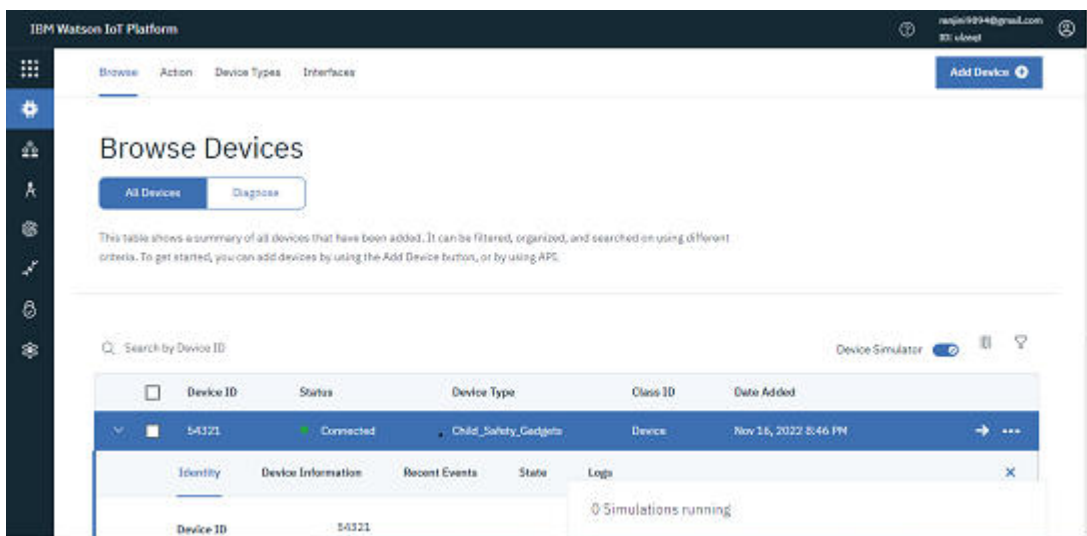 IBM Watson IoT Platform
ID:
Browse Action Device Types Interfaces
Add Device
Browse Devices
All Devices Diagnose
This table shows a summary of all devices that have been added. It can be filtered, organized, and searched on using different
criteria. To get started, you can add devices by using the Add Device button, or by using API.
Search by Device ID
Device Simulator
Device ID Status Device Type Class ID Date Added
54321 Connected Child_Safety_Gadgets Device Nov 16, 2022 8:46 PM
Identity Device Information Recent Events State Logs
0 Simulations running
Device ID 54321